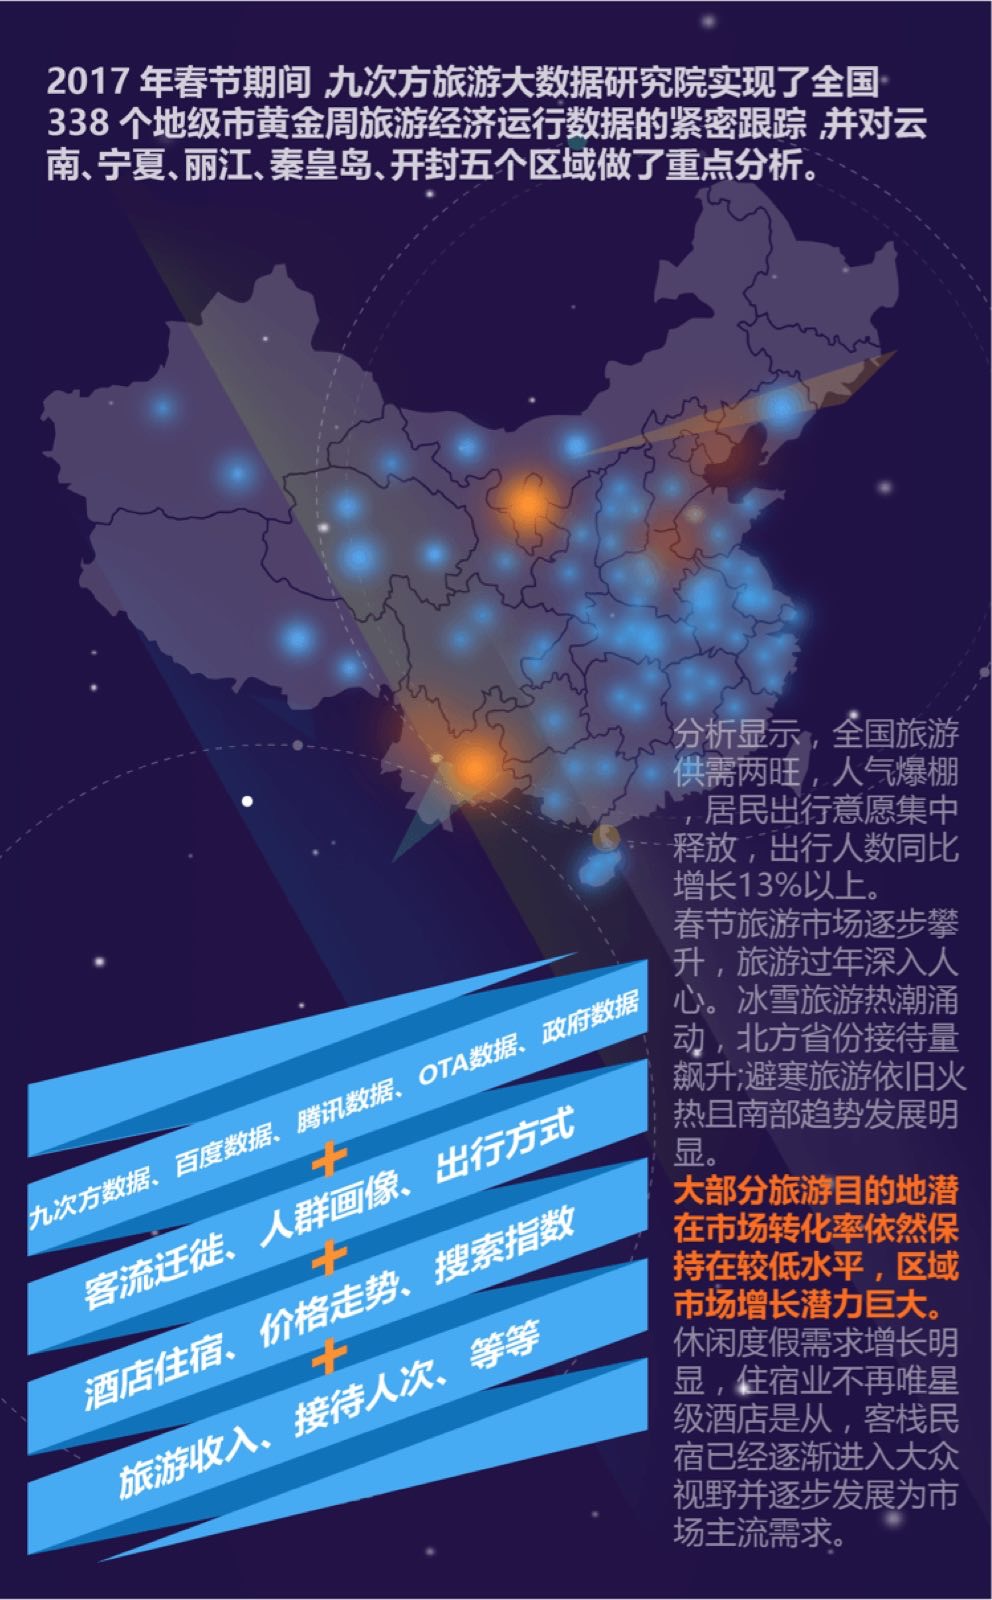 2017 年春节期间，九次方旅游大数据研究院实现了全国
338 个地级市黄金周旅游经济运行数据的紧密跟踪，并对云
南、宁夏、丽江、秦皇岛、开封五个区域做了重点分析。
分析显示，全国旅游
供需两旺，人气爆棚
，居民出行意愿集中
释放，出行人数同比
增长13%以上。
春节旅游市场逐步攀
升，旅游过年深入人
心。冰雪旅游热潮涌
动，北方省份接待量
飙升;避寒旅游依旧火
热且南部趋势发展明
显。
大部分旅游目的地潜
在市场转化率依然保
持在较低水平，区域
市场增长潜力巨大。
休闲度假需求增长明
显，住宿业不再唯星
级酒店是从，客栈民
宿已经逐渐进入大众
视野并逐步发展为市
场主流需求。
九次方数据、百度数据、腾讯数据、OTA数据、政府数据
+
客流迁徙、人群画像、出行方式
+
酒店住宿、价格走势、搜索指数
+
旅游收入、接待人次、等等